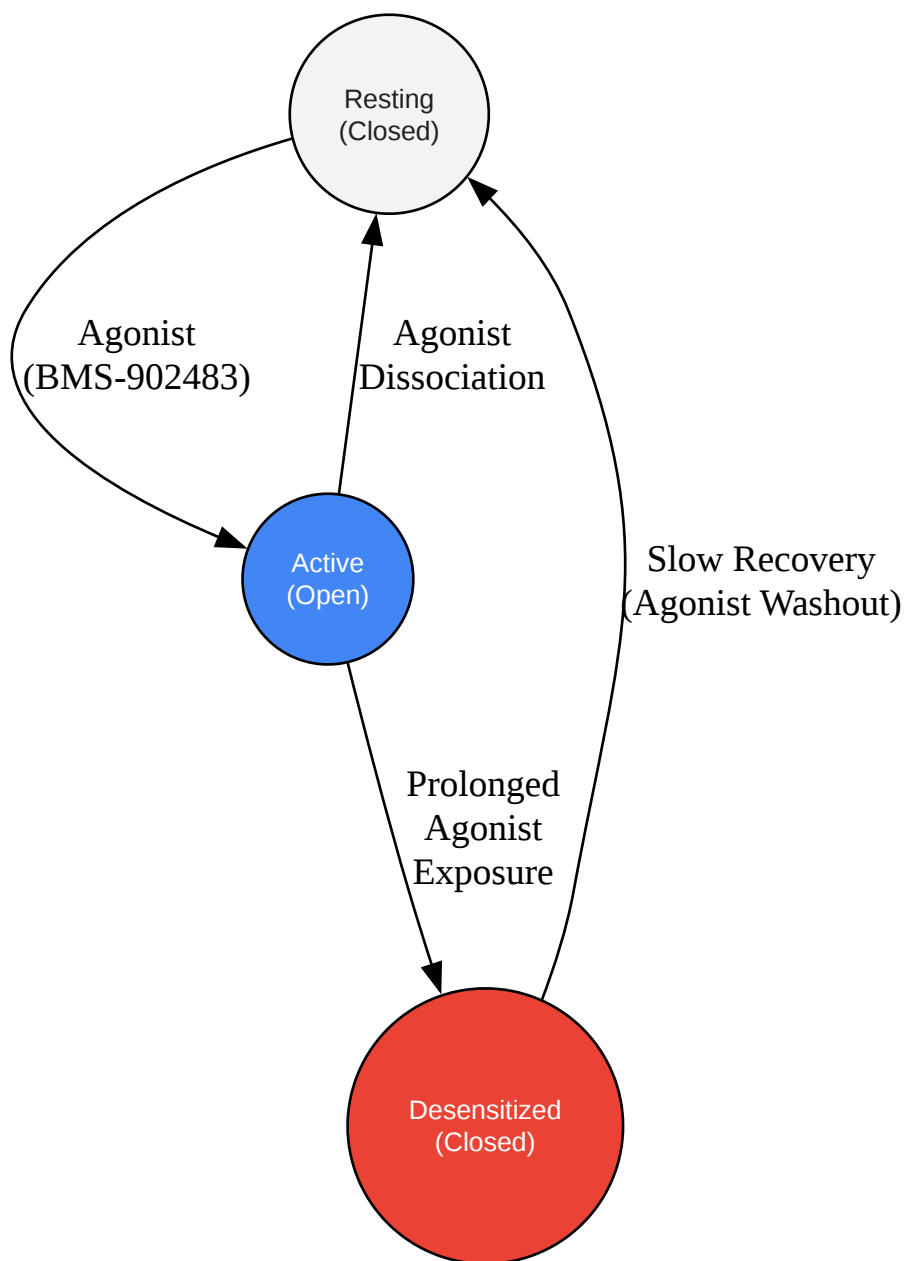 Resting
(Closed)
Agonist
(BMS-902483)
Agonist
Dissociation
Active
(Open)
Slow Recovery
(Agonist Washout)
Prolonged
Agonist
Exposure
Desensitized
(Closed)